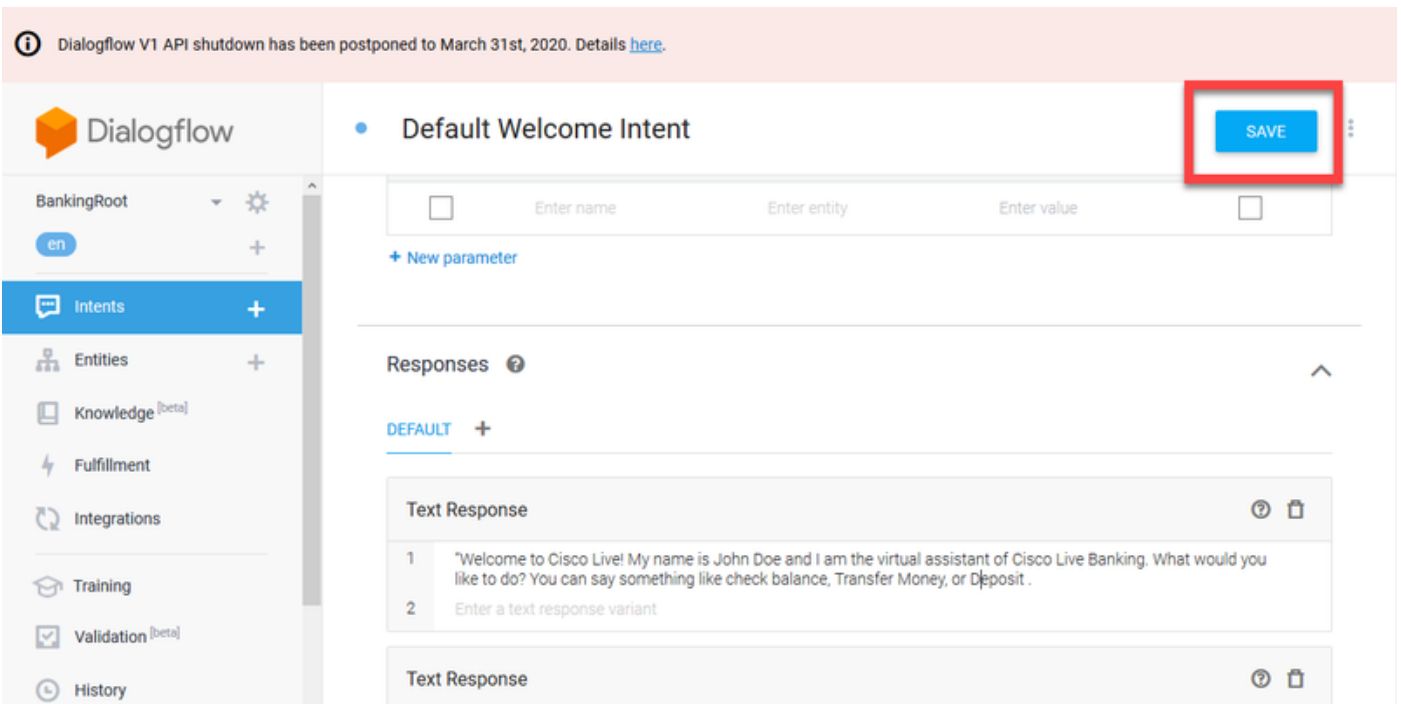 Dialogflow V1 API shutdown has been postponed to March 31st, 2020. Details here.
Dialogflow
Default Welcome Intent
SAVE
BankingRoot
en
Intents
Entities
Knowledge [beta]
Fulfillment
Integrations
Training
Validation [beta]
History
Enter name Enter entity Enter value
+ New parameter
Responses
DEFAULT +
Text Response
1 "Welcome to Cisco Live! My name is John Doe and I am the virtual assistant of Cisco Live Banking. What would you
like to do? You can say something like check balance, Transfer Money, or Deposit .
2 Enter a text response variant
Text Response